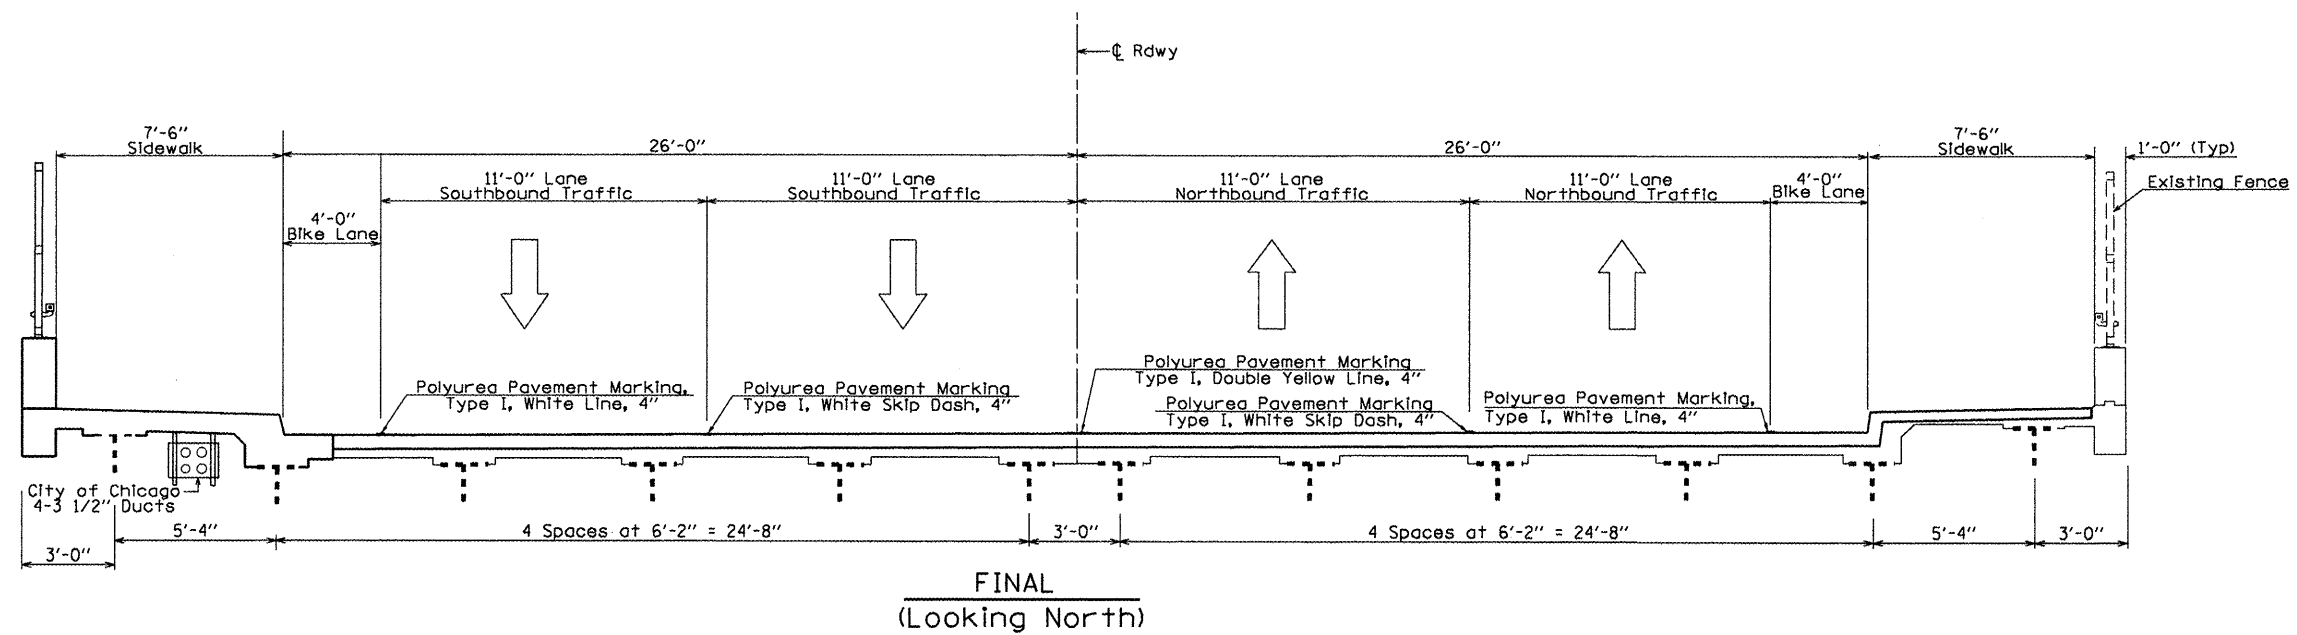 ℄ Rdwy
7'-6"
Sidewalk
26'-0"
26'-0"
7'-6"
Sidewalk
1'-0" (Typ)
11'-0" Lane
Southbound Traffic
11'-0" Lane
Southbound Traffic
11'-0" Lane
Northbound Traffic
11'-0" Lane
Northbound Traffic
4'-0"
Bike Lane
Existing Fence
4'-0"
Bike Lane
Polyurea Pavement Marking,
Type I, White Line, 4"
Polyurea Pavement Marking
Type I, White Skip Dash, 4"
Polyurea Pavement Marking
Type I, Double Yellow Line, 4"
Polyurea Pavement Marking
Type I, White Skip Dash, 4"
Polyurea Pavement Marking,
Type I, White Line, 4"
City of Chicago
4-3 1/2" Ducts
3'-0"
5'-4"
4 Spaces at 6'-2" = 24'-8"
3'-0"
4 Spaces at 6'-2" = 24'-8"
5'-4"
3'-0"
FINAL
(Looking North)